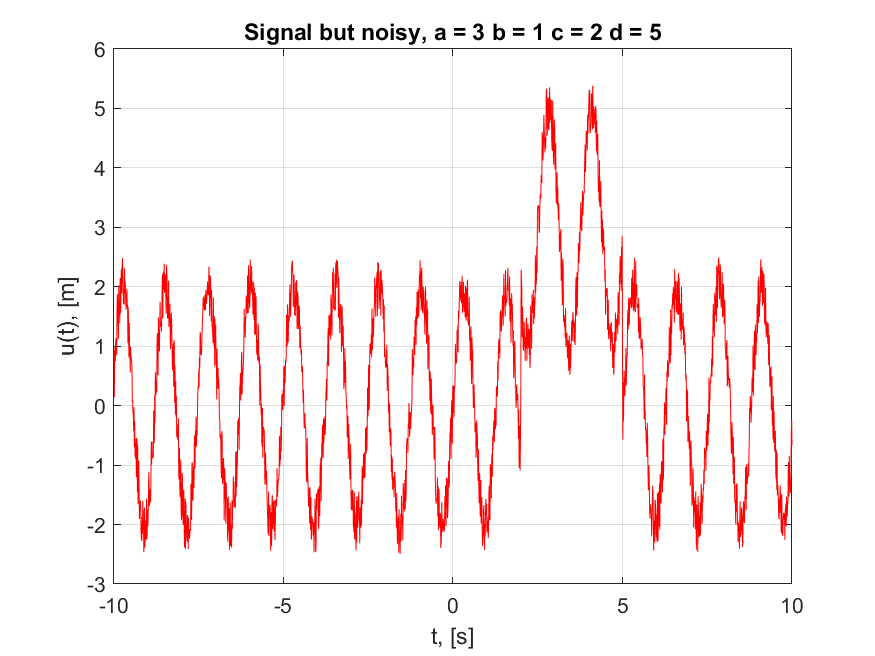 Signal but noisy, a = 3 b = 1 c = 2 d = 5
6
5
4
3
2
1
0
-1
-2
-3
u(t), [m]
-10 -5 0 5 10
t, [s]